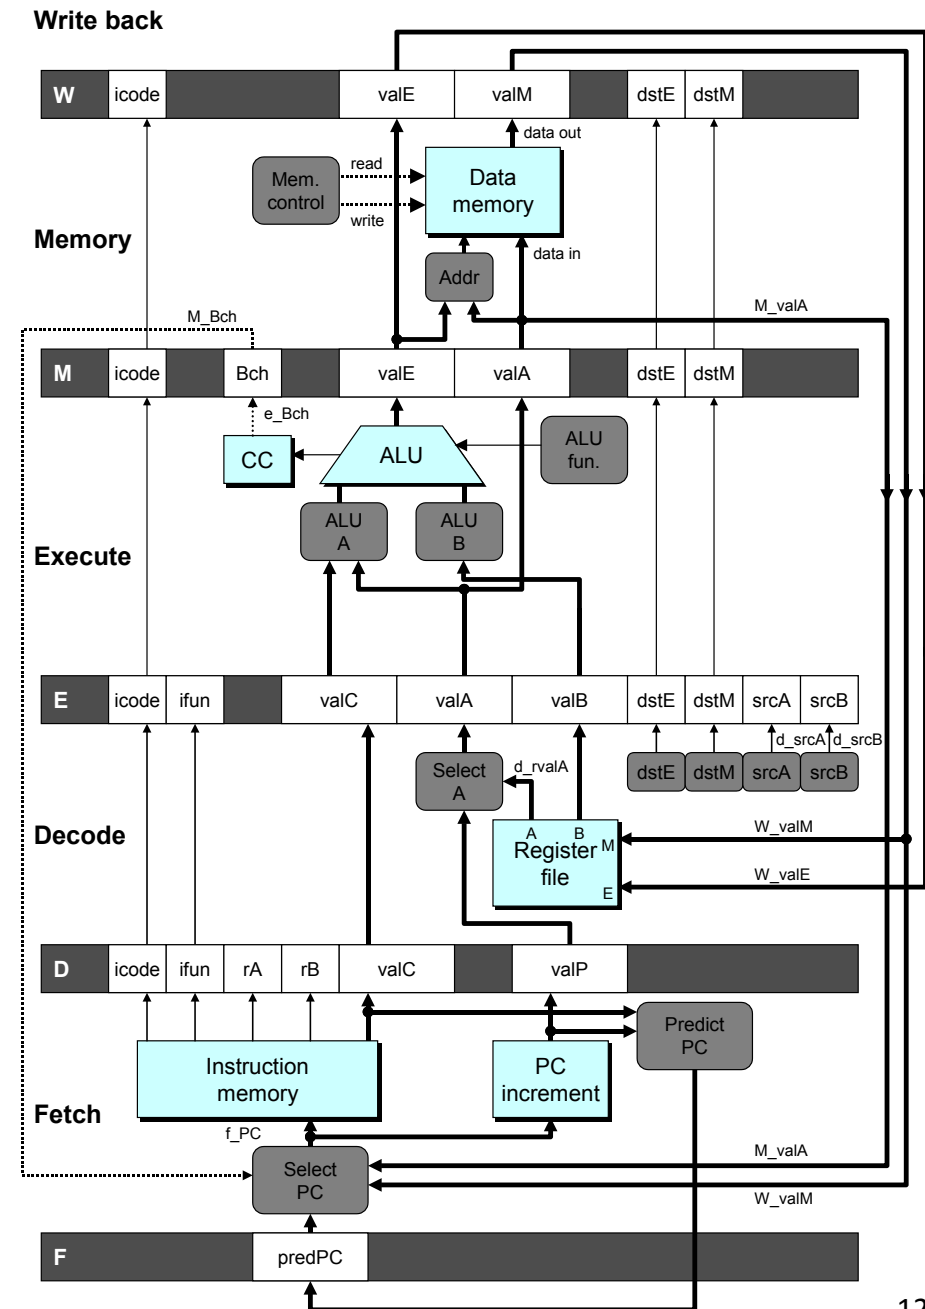 Write back
W icode valE valM dstE dstM
data out
read
Mem.
control
Data
memory
write
Memory
data in
Addr
M_valA
M_Bch
M icode Bch valE valA dstE dstM
e_Bch
CC
ALU
ALU
fun.
ALU
A
ALU
B
Execute
E icode ifun valC valA valB dstE dstM srcA srcB
d_srcA d_srcB
Select
A
d_rvalA
dstE dstM srcA srcB
Decode
A B
M
Register
file
E
W_valM
W_valE
D icode ifun rA rB valC valP
Predict
PC
Instruction
memory
PC
increment
Fetch
f_PC
M_valA
Select
PC
W_valM
F predPC
12